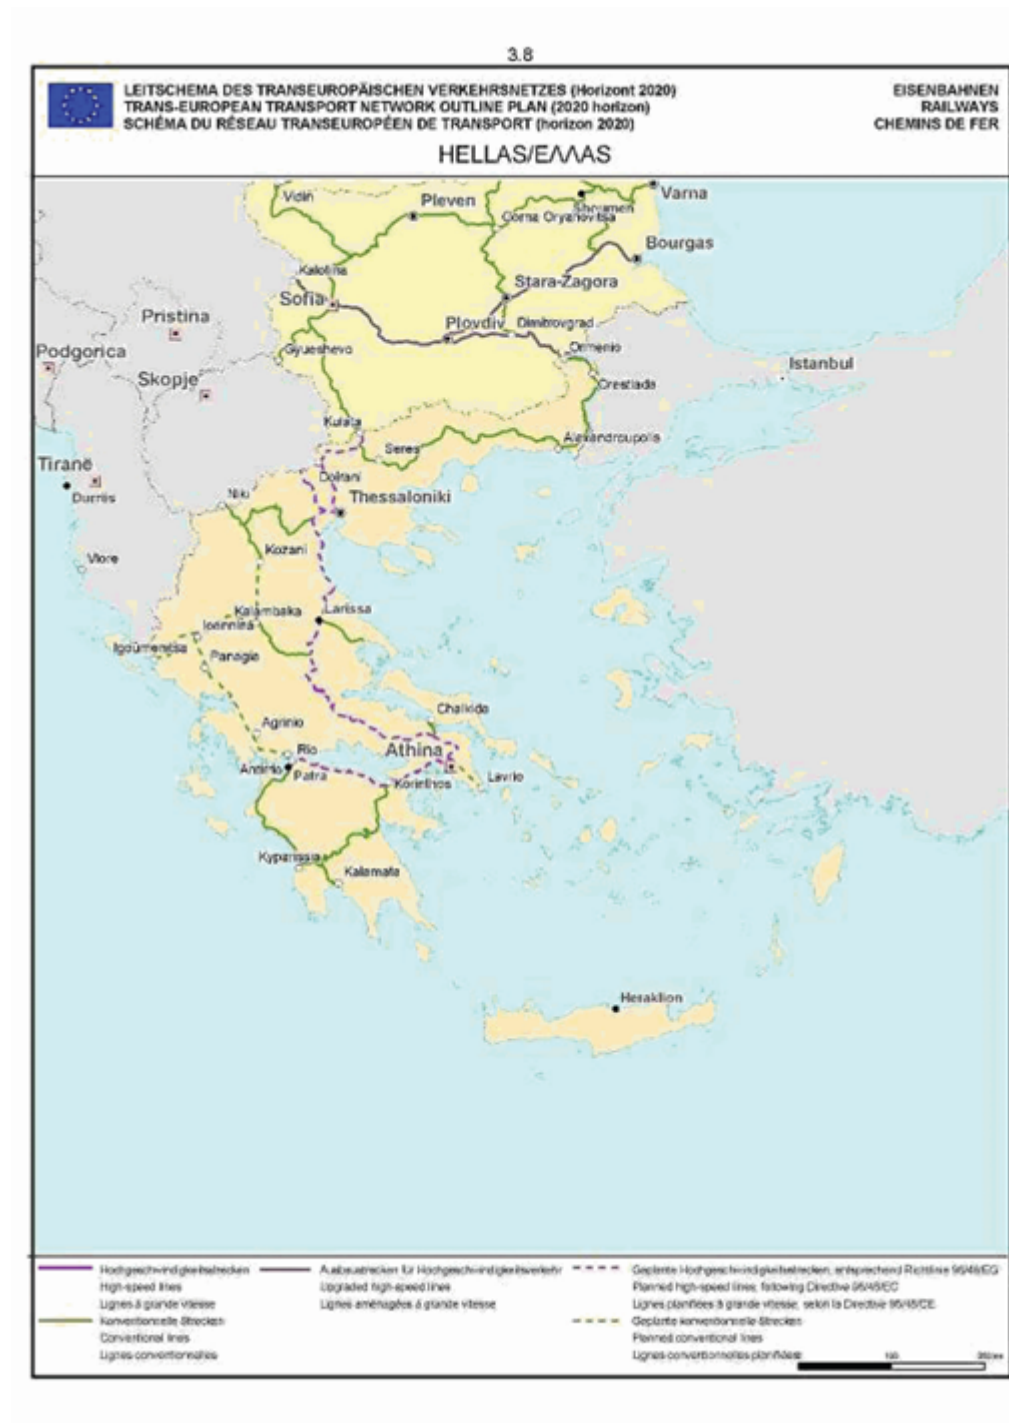 3.8
LEITSCHEMA DES TRANSEUROPÄISCHEN VERKEHRSNETZES (Horizont 2020)
TRANS-EUROPEAN TRANSPORT NETWORK OUTLINE PLAN (2020 horizon)
SCHÉMA DU RÉSEAU TRANSEUROPÉEN DE TRANSPORT (horizon 2020)
EISENBAHNEN
RAILWAYS
CHEMINS DE FER
HELLAS/ΕΛΛΑS
Vidin
Pleven
Varna
Shoumen
Gorna Oryahovitsa
Bourgas
Kalotina
Stara-Zagora
Sofia
Pristina
Plovdiv
Dimitrovgrad
Gyueshevo
Ormenio
Podgorica
Istanbul
Skopje
Orestiada
Kulata
Alexandroupolis
Seres
Tiranë
Doïrani
Durrës
Niki
Thessaloniki
Kozani
Vlore
Kalambaka
Larissa
Ioannina
Igoumenitsa
Panagia
Chalkida
Agrinio
Rio
Athina
Antirio
Patra
Korinthos
Lavrio
Kyparissia
Kalamata
Heraklion
Hochgeschwindigkeitsstrecken
High-speed lines
Lignes à grande vitesse
Konventionelle Strecken
Conventional lines
Lignes conventionnelles
Ausbaustrecken für Hochgeschwindigkeitsverkehr
Upgraded high-speed lines
Lignes aménagées à grande vitesse
Geplante Hochgeschwindigkeitsstrecken, entsprechend Richtlinie 96/48/EG
Planned high-speed lines, following Directive 96/48/EC
Lignes planifiées à grande vitesse, selon la Directive 96/48/CE
Geplante konventionelle Strecken
Planned conventional lines
Lignes conventionnelles planifiées